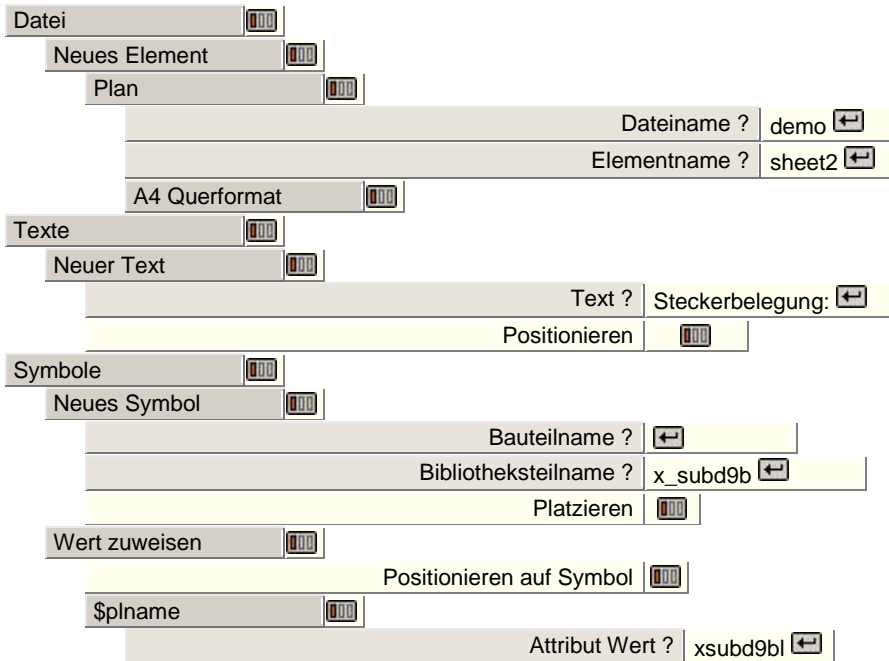 Datei
Neues Element
Plan
Dateiname ? demo
Elementname ? sheet2
A4 Querformat
Texte
Neuer Text
Text ? Steckerbelegung:
Positionieren
Symbole
Neues Symbol
Bauteilname ?
Bibliotheksteilname ? x_subd9b
Platzieren
Wert zuweisen
Positionieren auf Symbol
$plname
Attribut Wert ? xsubd9bl